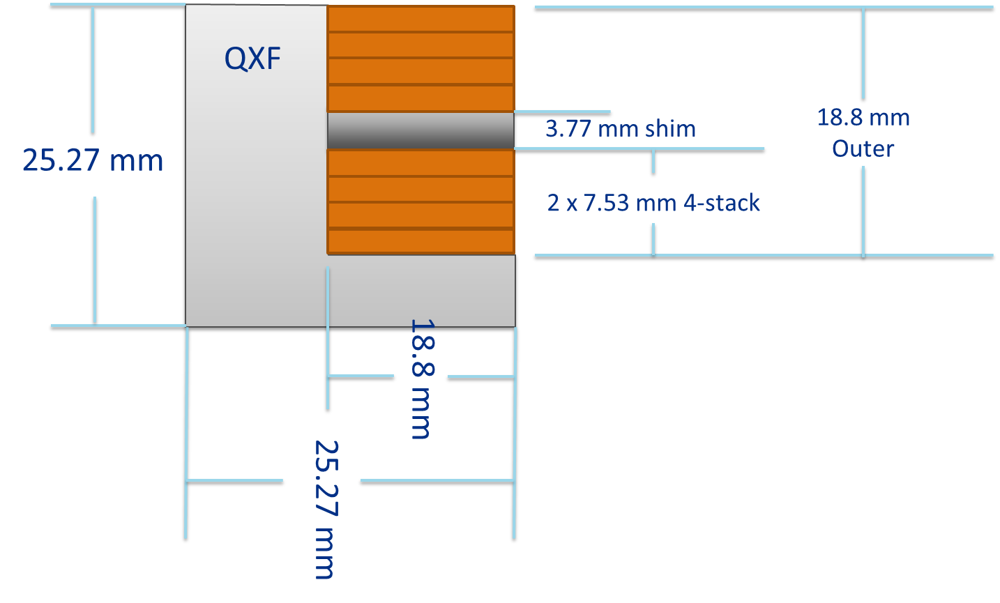 QXF
25.27 mm
3.77 mm shim
18.8 mm
Outer
2 x 7.53 mm 4-stack
18.8 mm
25.27 mm